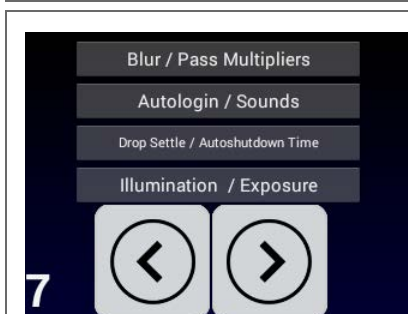 Blur / Pass Multipliers
Autologin / Sounds
Drop Settle / Autoshutdown Time
Illumination / Exposure
7